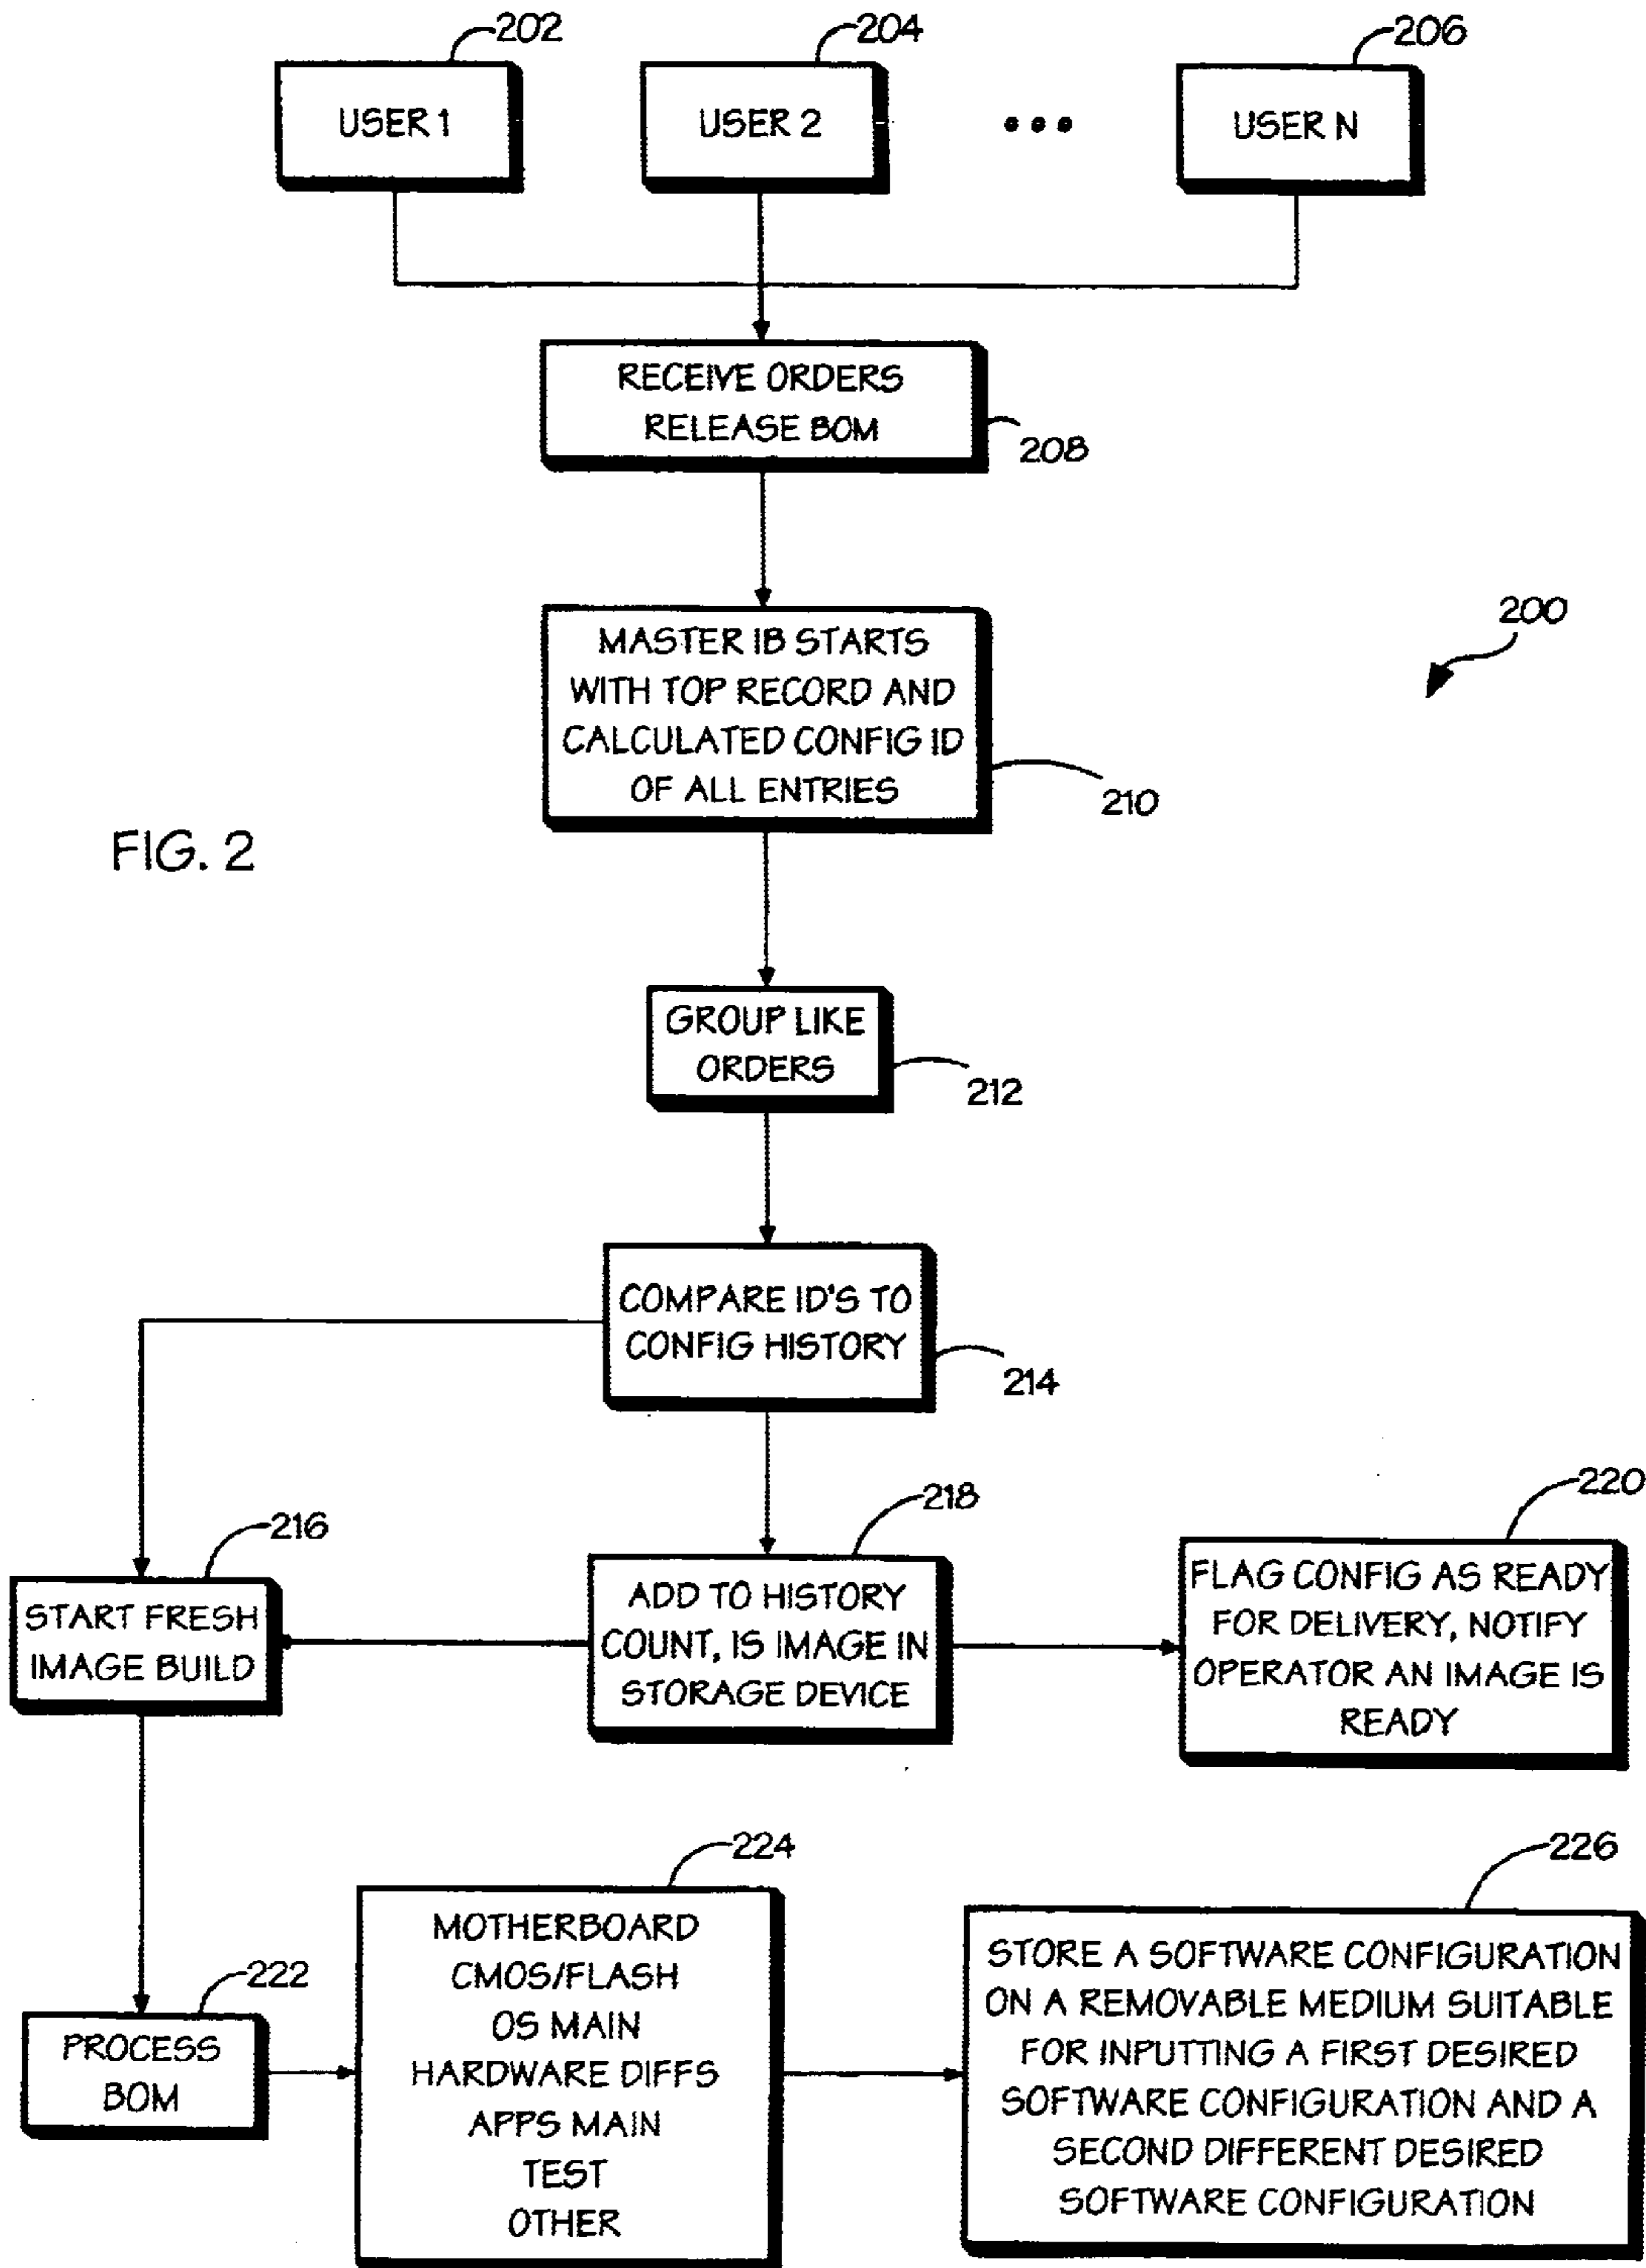 202
204
206
USER 1
USER 2
•••
USER N
RECEIVE ORDERS
RELEASE BOM
208
MASTER IB STARTS
WITH TOP RECORD AND
CALCULATED CONFIG ID
OF ALL ENTRIES
210
200
FIG. 2
GROUP LIKE
ORDERS
212
COMPARE ID'S TO
CONFIG HISTORY
214
216
START FRESH
IMAGE BUILD
218
ADD TO HISTORY
COUNT, IS IMAGE IN
STORAGE DEVICE
220
FLAG CONFIG AS READY
FOR DELIVERY, NOTIFY
OPERATOR AN IMAGE IS
READY
222
PROCESS
BOM
224
MOTHERBOARD
CMOS/FLASH
OS MAIN
HARDWARE DIFFS
APPS MAIN
TEST
OTHER
226
STORE A SOFTWARE CONFIGURATION
ON A REMOVABLE MEDIUM SUITABLE
FOR INPUTTING A FIRST DESIRED
SOFTWARE CONFIGURATION AND A
SECOND DIFFERENT DESIRED
SOFTWARE CONFIGURATION